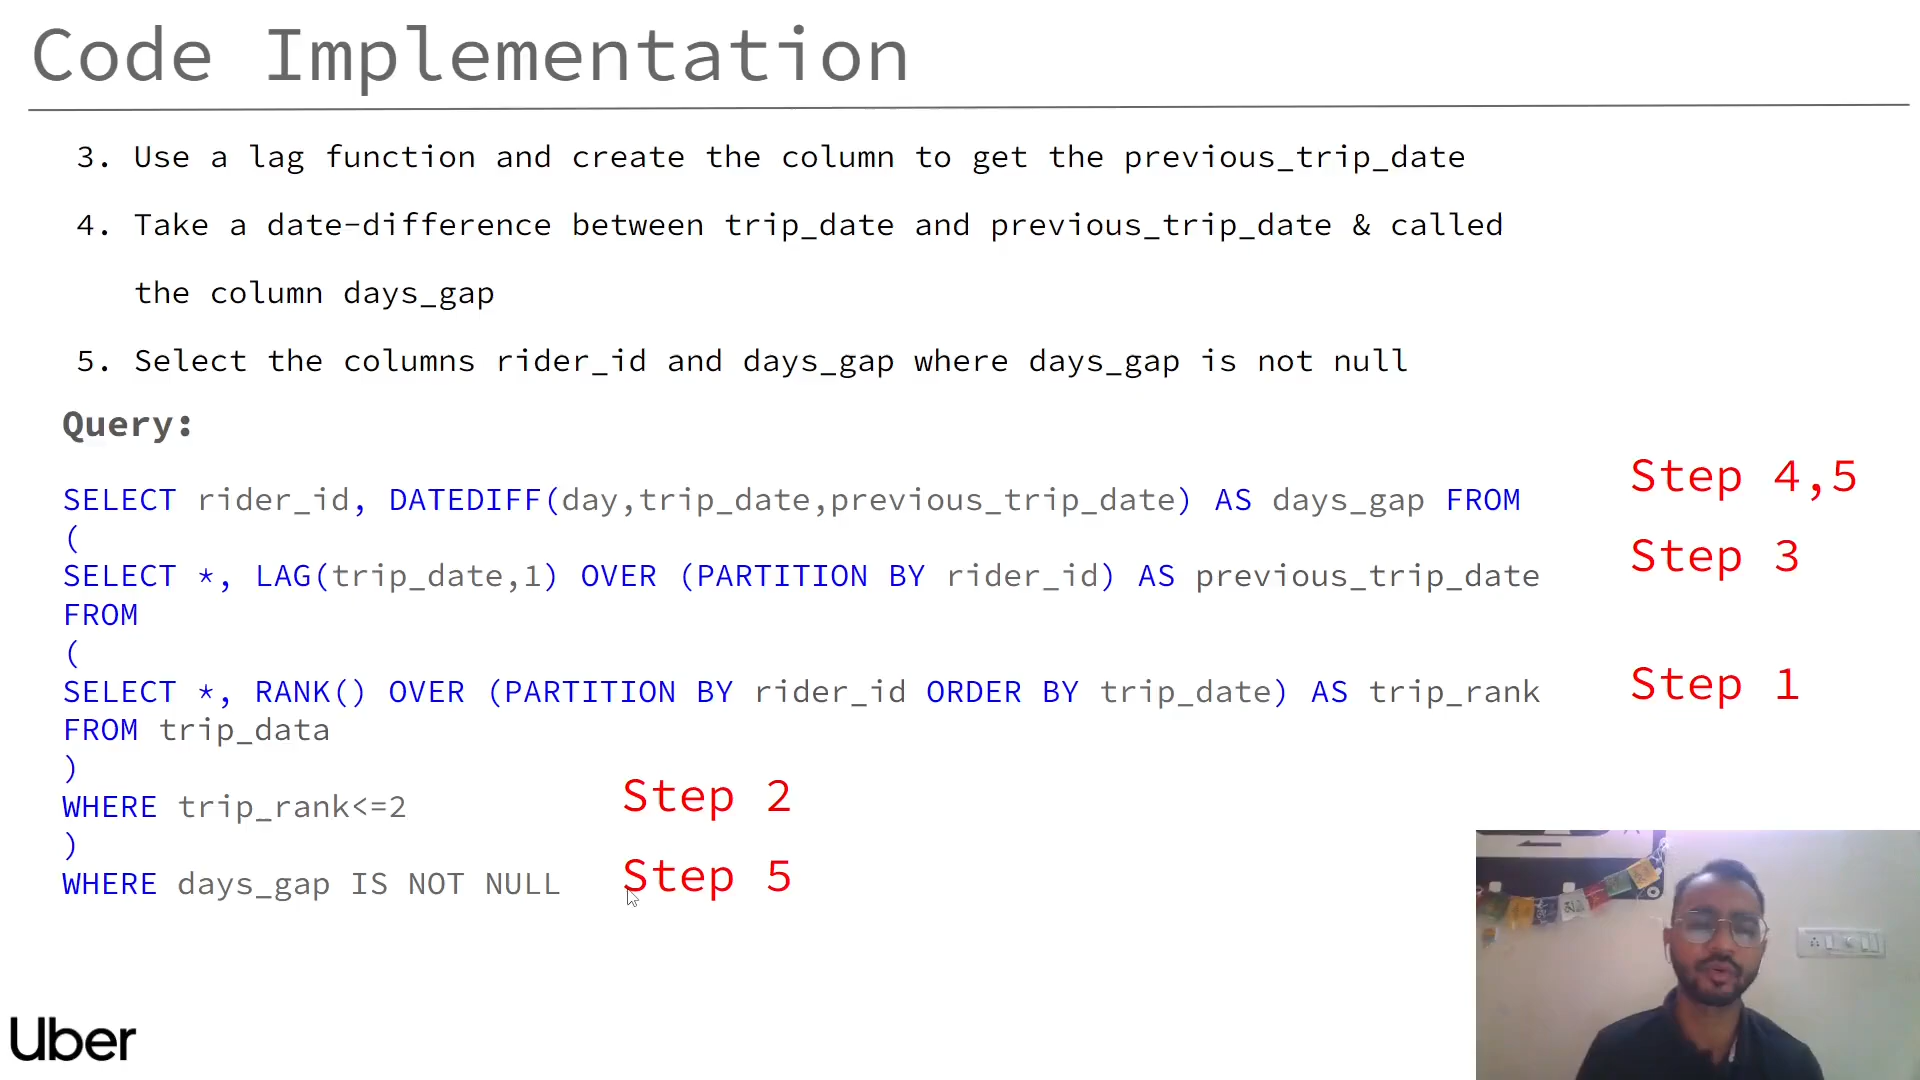 Code Implementation
3. Use a lag function and create the column to get the previous_trip_date
4. Take a date-difference between trip_date and previous_trip_date & called
the column days_gap
5. Select the columns rider_id and days_gap where days_gap is not null
Query:
Step 4,5
SELECT rider_id, DATEDIFF(day,trip_date,previous_trip_date) AS days_gap FROM
(
Step 3
SELECT *, LAG(trip_date,1) OVER (PARTITION BY rider_id) AS previous_trip_date
FROM
(
Step 1
SELECT *, RANK() OVER (PARTITION BY rider_id ORDER BY trip_date) AS trip_rank
FROM trip_data
)
Step 2
WHERE trip_rank<=2
)
Step 5
WHERE days_gap IS NOT NULL
Uber